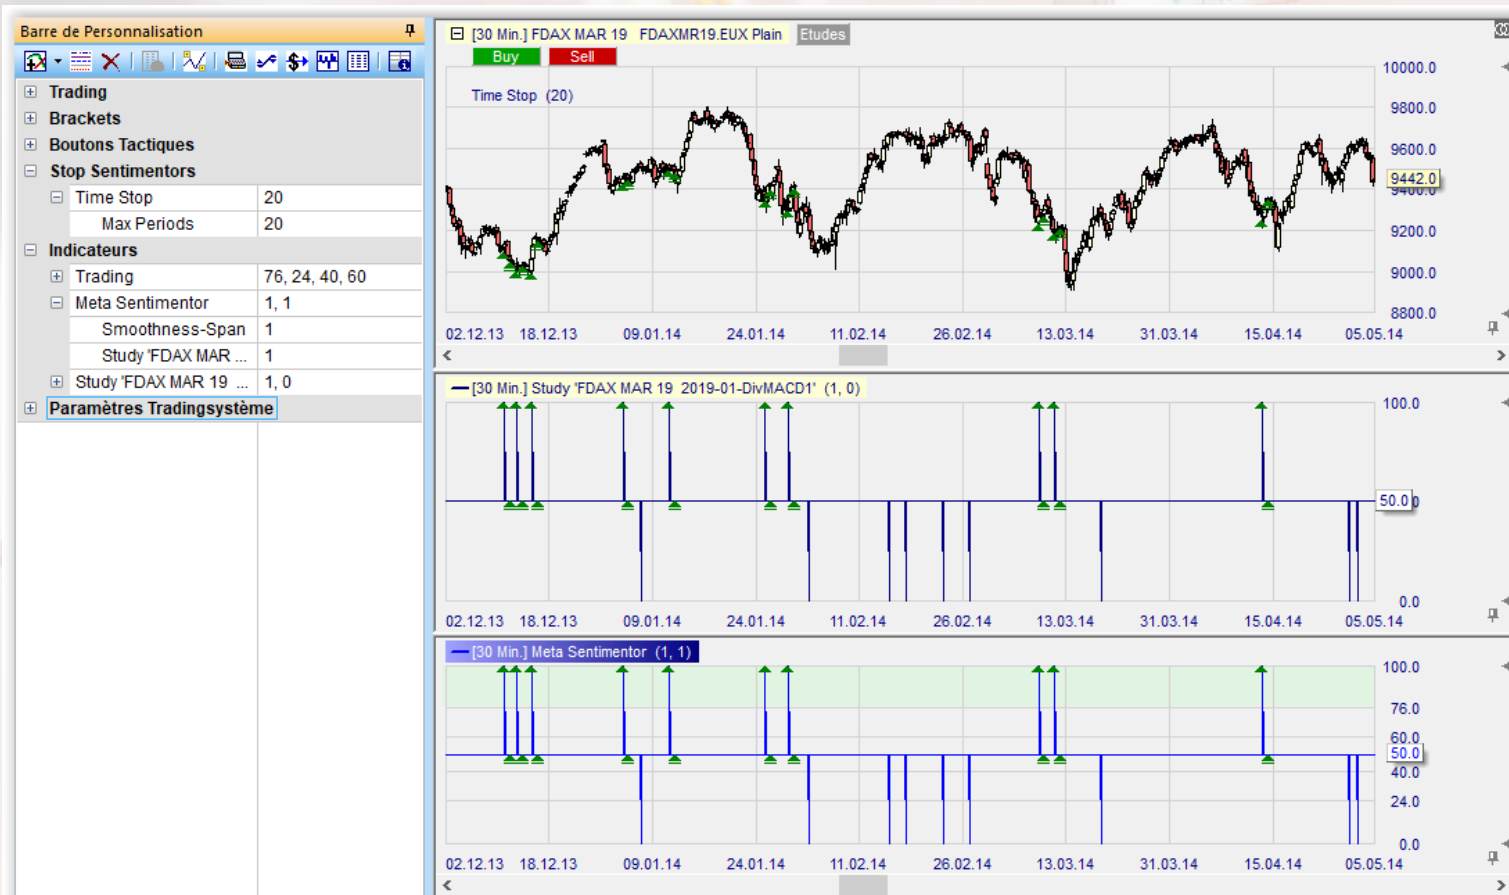 Barre de Personnalisation
Trading
Brackets
Boutons Tactiques
Stop Sentimentors
Time Stop 20
Max Periods 20
Indicateurs
Trading 76, 24, 40, 60
Meta Sentimentor 1, 1
Smoothness-Span 1
Study 'FDAX MAR ... 1
Study 'FDAX MAR 19 ... 1, 0
Paramètres Tradingsystème
[30 Min.] FDAX MAR 19 FDAXMR19.EUX Plain Etudes
Buy Sell
Time Stop (20)
10000.0
9800.0
9600.0
9442.0
9400.0
9200.0
9000.0
8800.0
02.12.13 18.12.13 09.01.14 24.01.14 11.02.14 26.02.14 13.03.14 31.03.14 15.04.14 05.05.14
[30 Min.] Study 'FDAX MAR 19 2019-01-DivMACD1' (1, 0)
100.0
50.0
0.0
02.12.13 18.12.13 09.01.14 24.01.14 11.02.14 26.02.14 13.03.14 31.03.14 15.04.14 05.05.14
[30 Min.] Meta Sentimentor (1, 1)
100.0
76.0
60.0
50.0
40.0
24.0
0.0
02.12.13 18.12.13 09.01.14 24.01.14 11.02.14 26.02.14 13.03.14 31.03.14 15.04.14 05.05.14